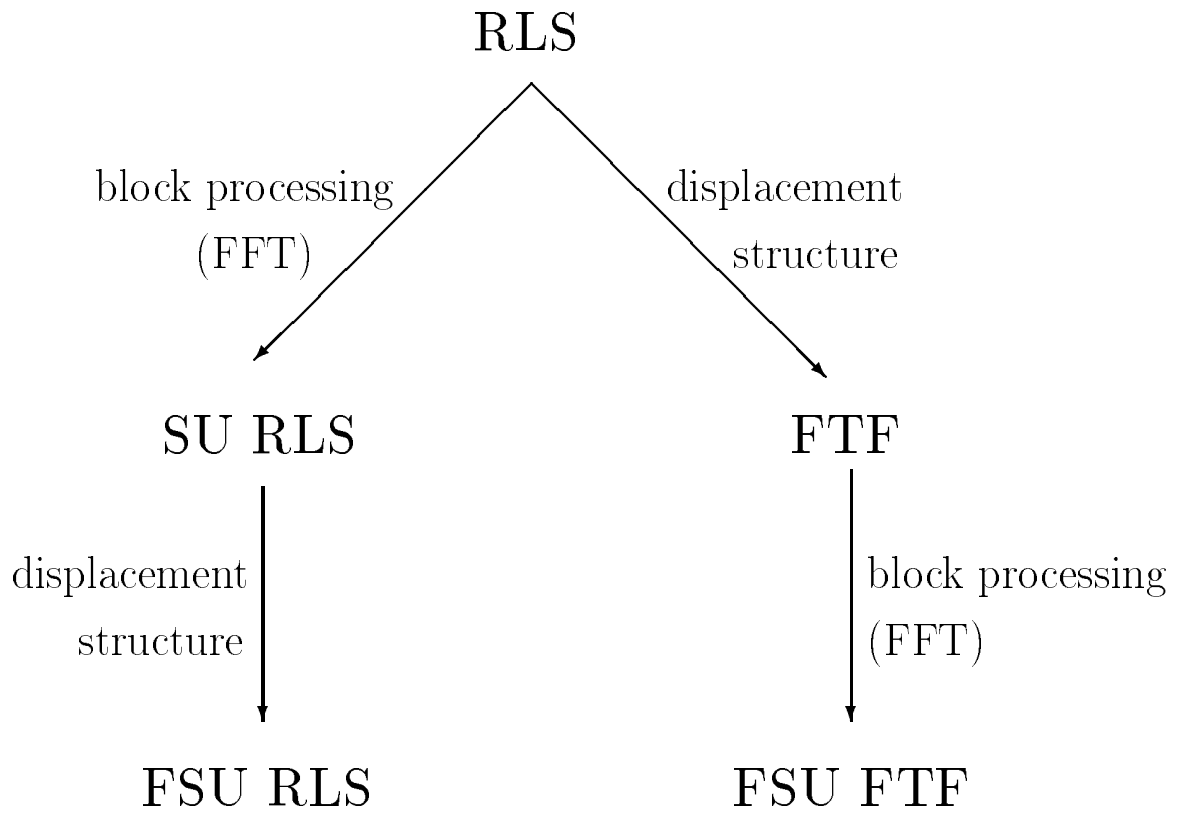 RLS
block processing
(FFT)
displacement
structure
SU RLS
FTF
displacement
structure
block processing
(FFT)
FSU RLS
FSU FTF